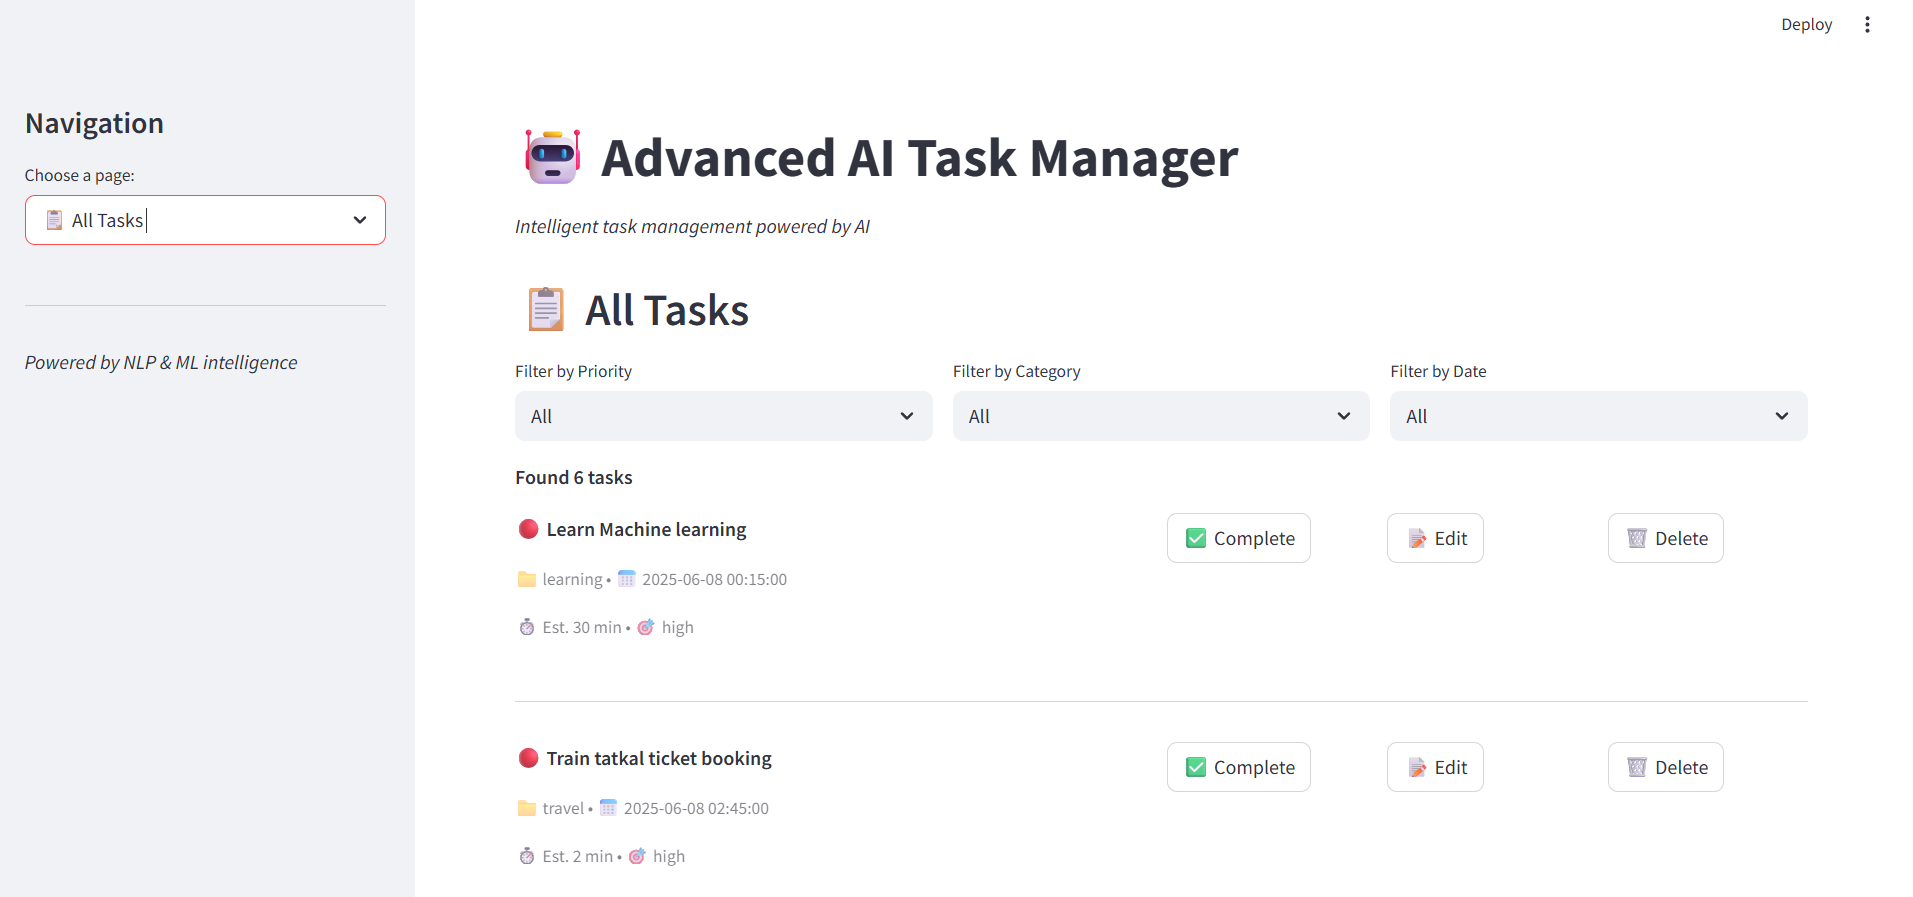 Deploy
Navigation
Choose a page:
All Tasks
Powered by NLP & ML intelligence
Advanced AI Task Manager
Intelligent task management powered by AI
All Tasks
Filter by Priority
Filter by Category
Filter by Date
All
All
All
Found 6 tasks
Learn Machine learning
Complete
Edit
Delete
learning • 2025-06-08 00:15:00
Est. 30 min • high
Train tatkal ticket booking
Complete
Edit
Delete
travel • 2025-06-08 02:45:00
Est. 2 min • high